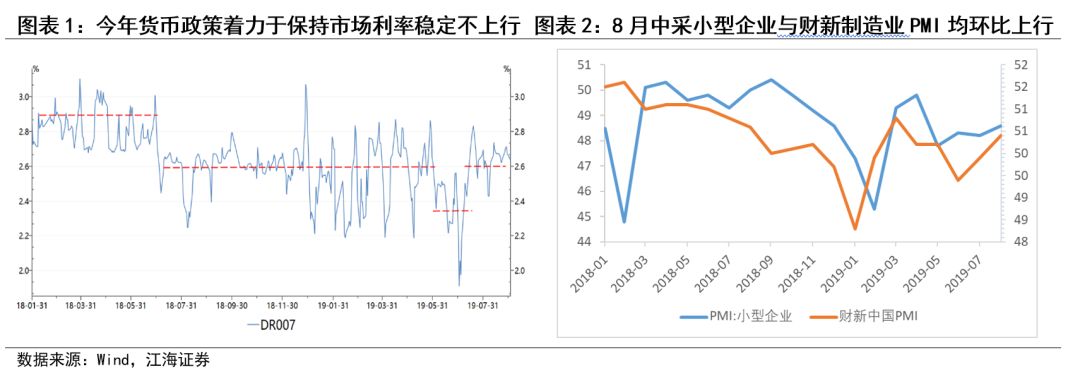 图表1：今年货币政策着力于保持市场利率稳定不上行
图表2：8月中采小型企业与财新制造业PMI均环比上行
% %
3.0 3.0
2.8 2.8
2.6 2.6
2.4 2.4
2.2 2.2
2.0 2.0
18-01-31 18-03-31 18-05-31 18-07-31 18-09-30 18-11-30 19-01-31 19-03-31 19-05-31 19-07-31
DR007
51 52
50 52
49 51
48 51
47 50
46 50
45 49
44 49
48
48
2018-01 2018-03 2018-05 2018-07 2018-09 2018-11 2019-01 2019-03 2019-05 2019-07
PMI:小型企业 财新中国PMI
数据来源：Wind，江海证券